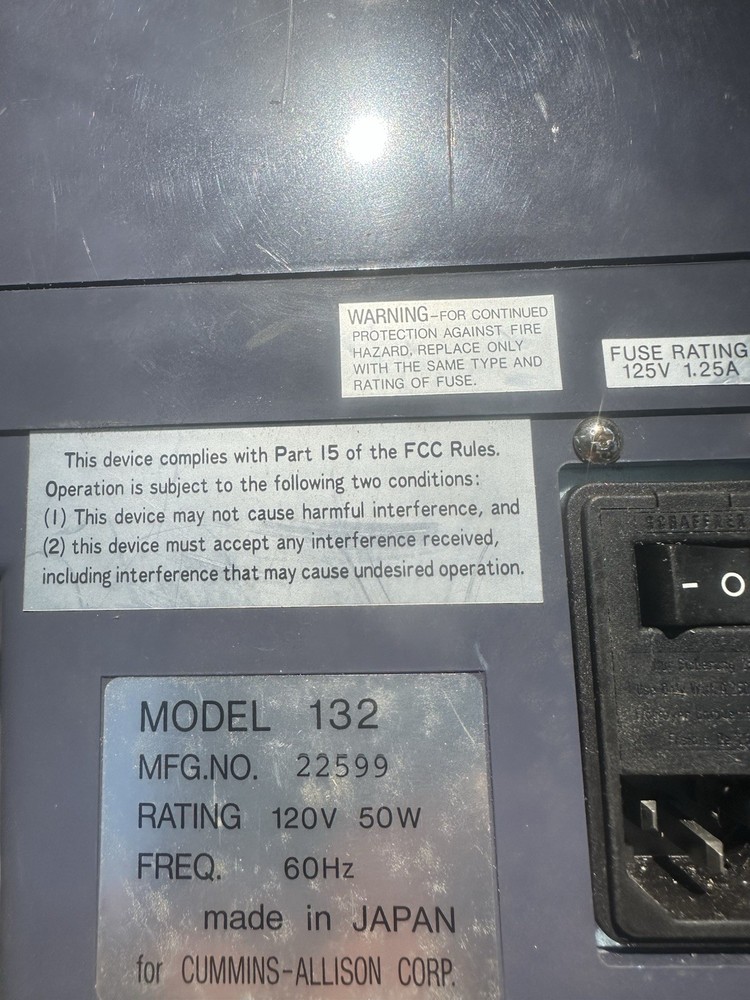 WARNING-FOR CONTINUED
PROTECTION AGAINST FIRE
HAZARD, REPLACE ONLY
WITH THE SAME TYPE AND
RATING OF FUSE.
FUSE RATING
125V 1.25A
This device complies with Part 15 of the FCC Rules.
Operation is subject to the following two conditions:
(1) This device may not cause harmful interference, and
(2) this device must accept any interference received,
including interference that may cause undesired operation.
SCHAFFNER
- O
MODEL 132
MFG.NO. 22599
RATING 120V 50W
FREQ. 60Hz
made in JAPAN
for CUMMINS-ALLISON CORP.